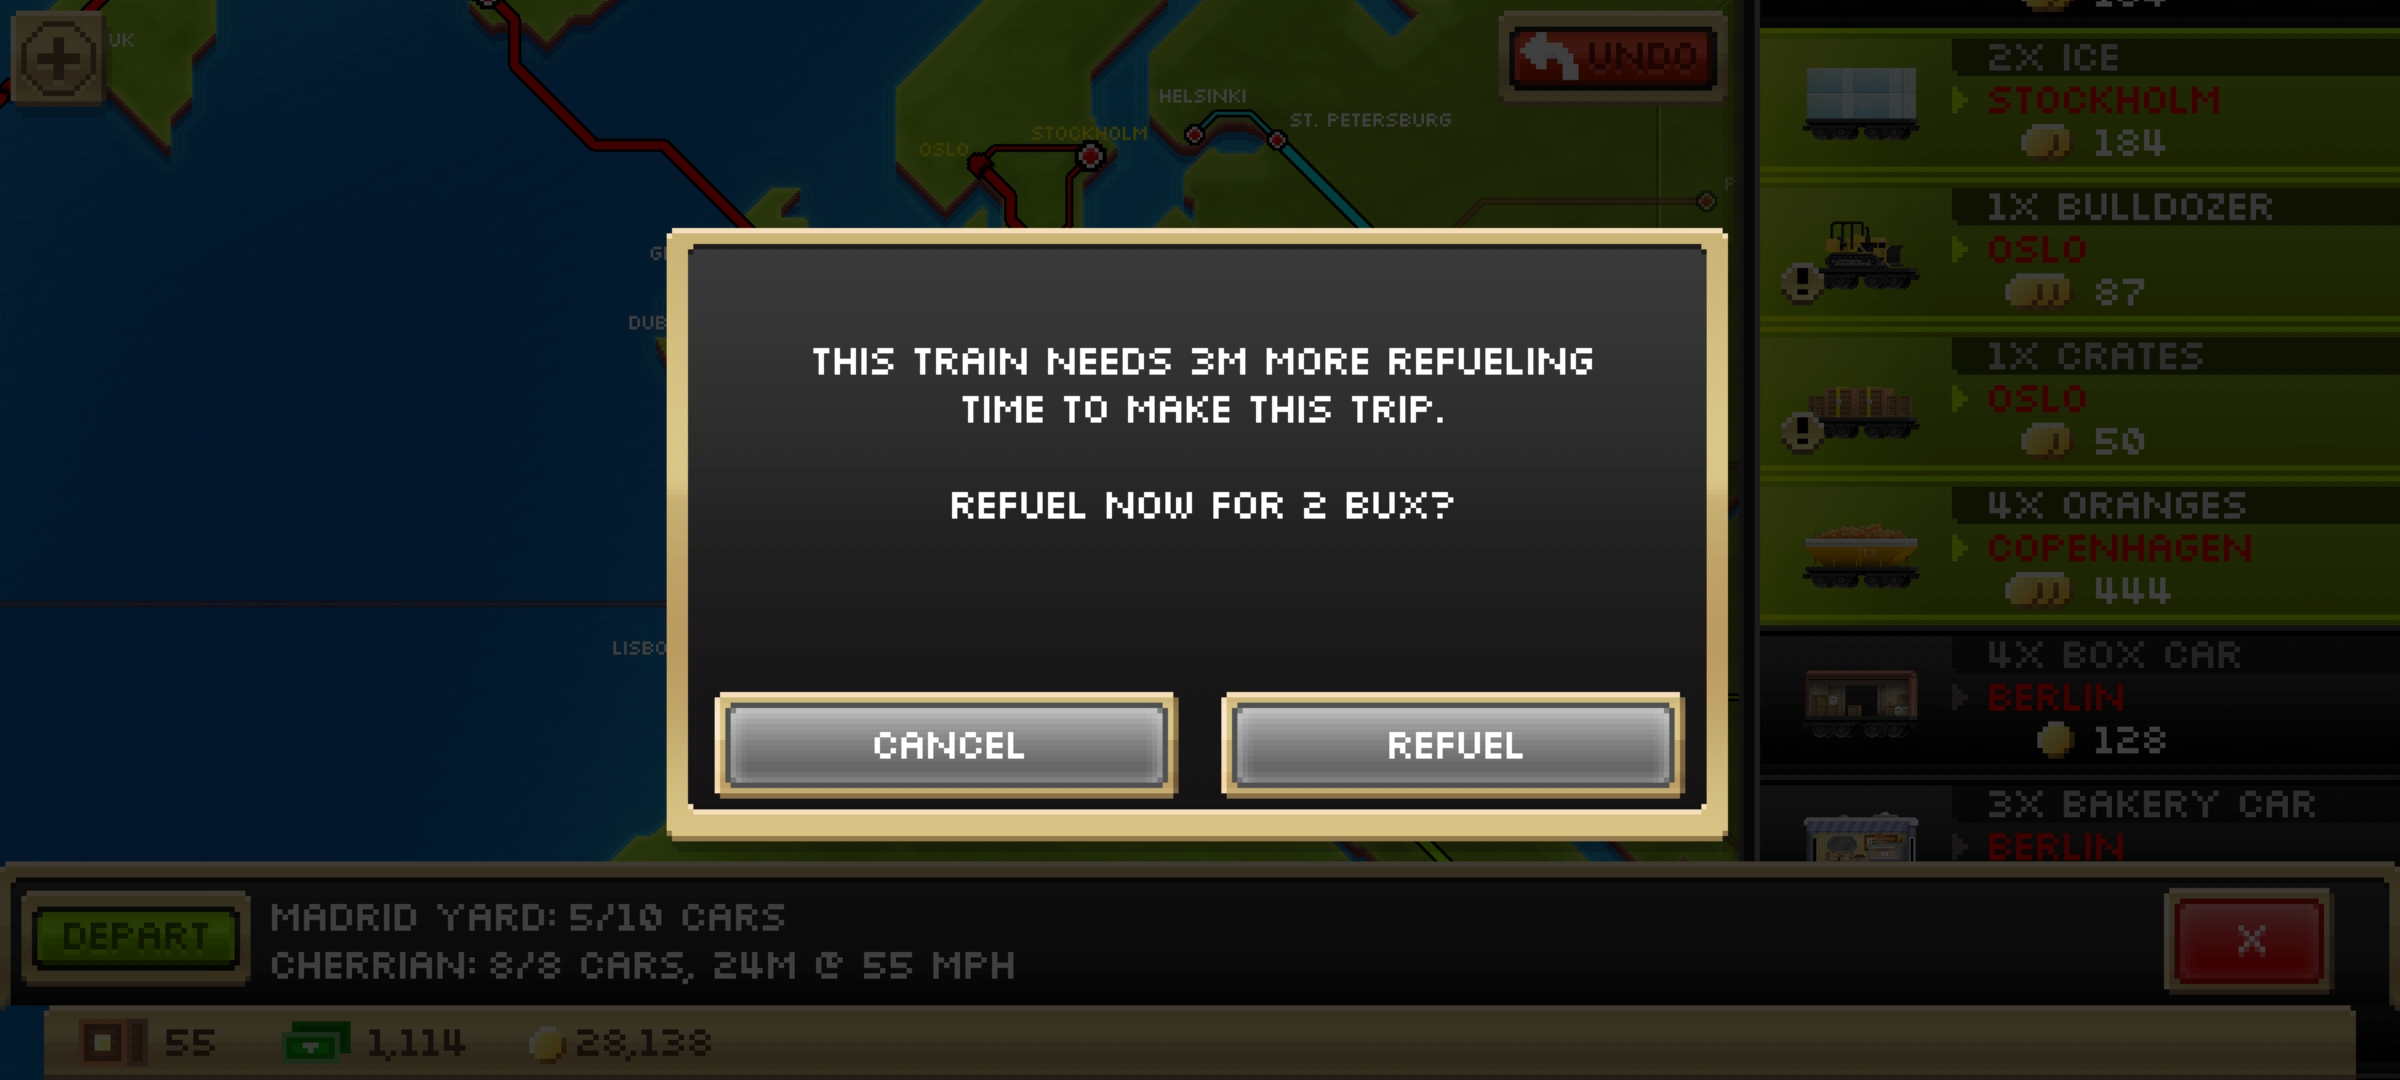 184
UK
UNDO
2X ICE
STOCKHOLM
184
HELSINKI
ST. PETERSBURG
STOCKHOLM
OSLO
1X BULLDOZER
OSLO
87
THIS TRAIN NEEDS 3M MORE REFUELING
TIME TO MAKE THIS TRIP.
REFUEL NOW FOR 2 BUX?
CANCEL
REFUEL
1X CRATES
OSLO
50
4X ORANGES
COPENHAGEN
444
4X BOX CAR
BERLIN
128
3X BAKERY CAR
BERLIN
DEPART
MADRID YARD: 5/10 CARS
CHERRIAN: 8/8 CARS, 24M @ 55 MPH
X
55
1,114
28,138